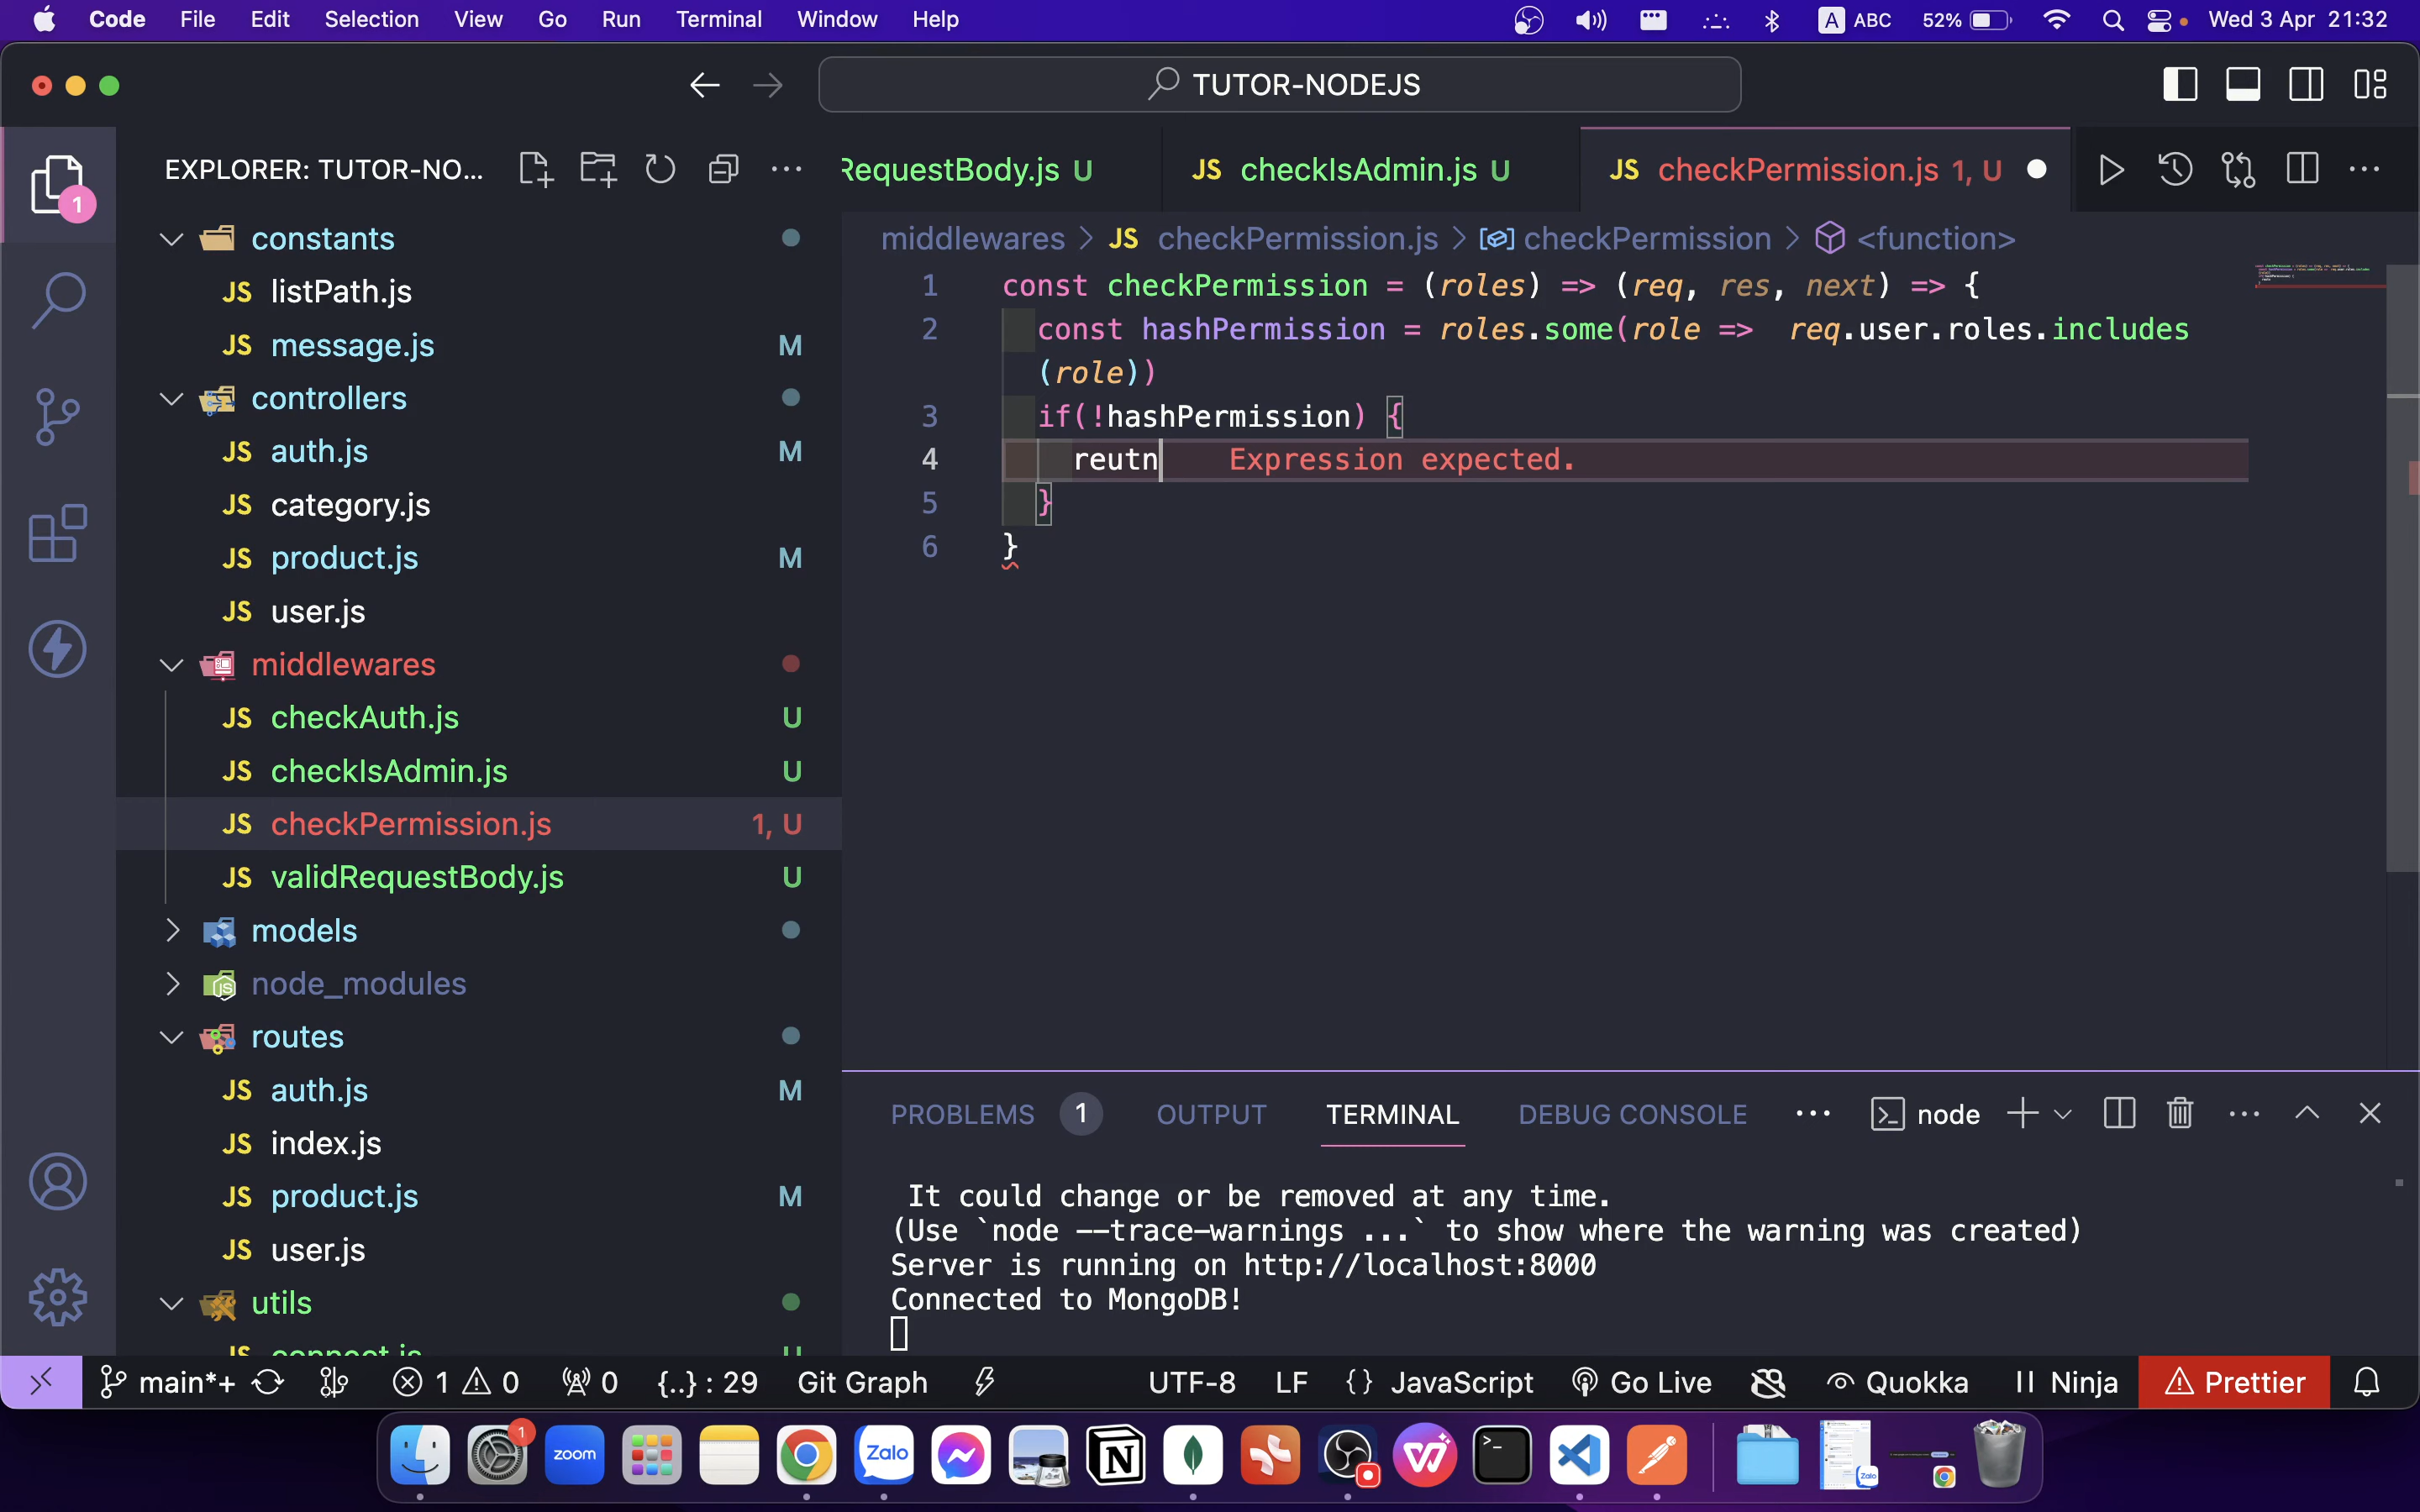 Code File Edit Selection View Go Run Terminal Window Help A ABC 52% Wed 3 Apr 21:32
TUTOR-NODEJS
EXPLORER: TUTOR-NO...
RequestBody.js U JS checkIsAdmin.js U JS checkPermission.js 1, U
1
middlewares > JS checkPermission.js > checkPermission > <function>
constants
JS listPath.js
JS message.js M
controllers
JS auth.js M
JS category.js
JS product.js M
JS user.js
middlewares
JS checkAuth.js U
JS checkIsAdmin.js U
JS checkPermission.js 1, U
JS validRequestBody.js U
models
node_modules
routes
JS auth.js M
JS index.js
JS product.js M
JS user.js
utils
JS connect.js U
1 const checkPermission = (roles) => (req, res, next) => {
2 const hashPermission = roles.some(role =>  req.user.roles.includes
(role))
3 if(!hashPermission) {
4 reutn Expression expected.
5 }
6 }
PROBLEMS 1 OUTPUT TERMINAL DEBUG CONSOLE ... node
It could change or be removed at any time.
(Use `node --trace-warnings ...` to show where the warning was created)
Server is running on http://localhost:8000
Connected to MongoDB!
main*+ 1 0 0 {..} : 29 Git Graph UTF-8 LF {} JavaScript Go Live Quokka Ninja Prettier
1
zoom
Zalo
N
Zalo